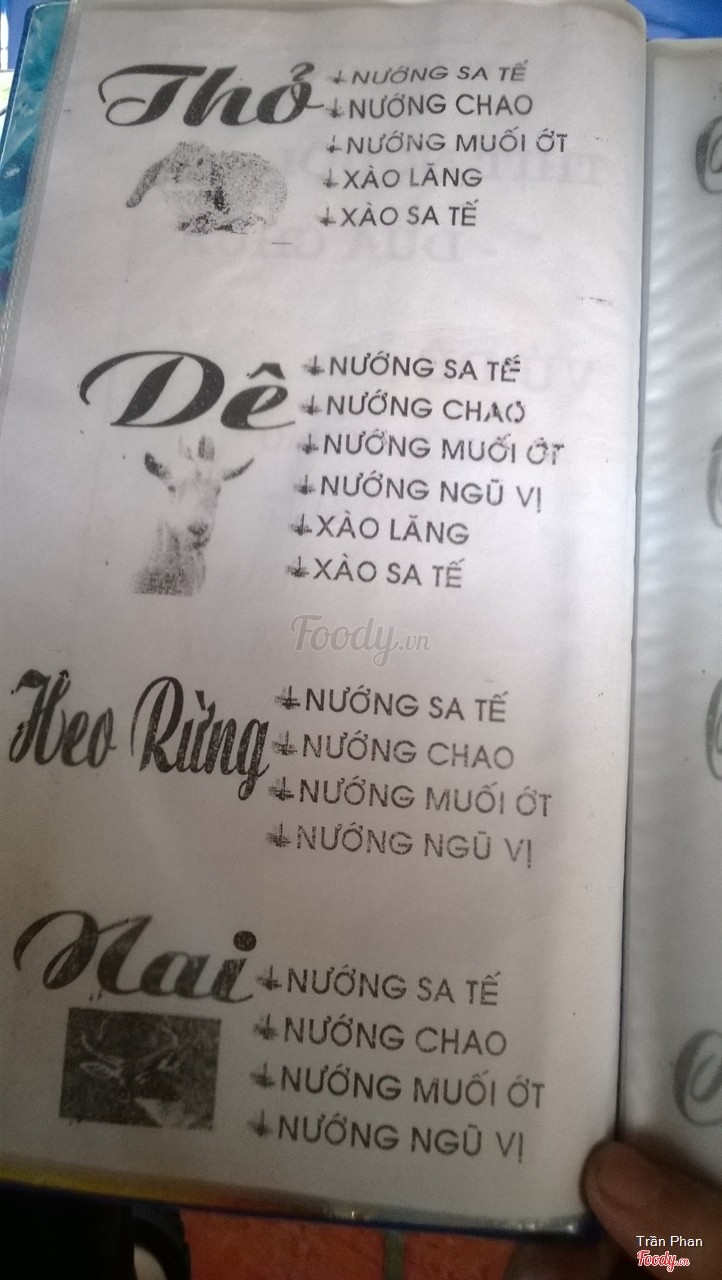 Thỏ
NƯỚNG SA TẾ
NƯỚNG CHAO
NƯỚNG MUỐI ỚT
XÀO LĂNG
XÀO SA TẾ
Dê
NƯỚNG SA TẾ
NƯỚNG CHAO
NƯỚNG MUỐI ỚT
NƯỚNG NGŨ VỊ
XÀO LĂNG
XÀO SA TẾ
Foody.vn
Heo Rừng
NƯỚNG SA TẾ
NƯỚNG CHAO
NƯỚNG MUỐI ỚT
NƯỚNG NGŨ VỊ
Nai
NƯỚNG SA TẾ
NƯỚNG CHAO
NƯỚNG MUỐI ỚT
NƯỚNG NGŨ VỊ
Trần Phan
Foody.vn